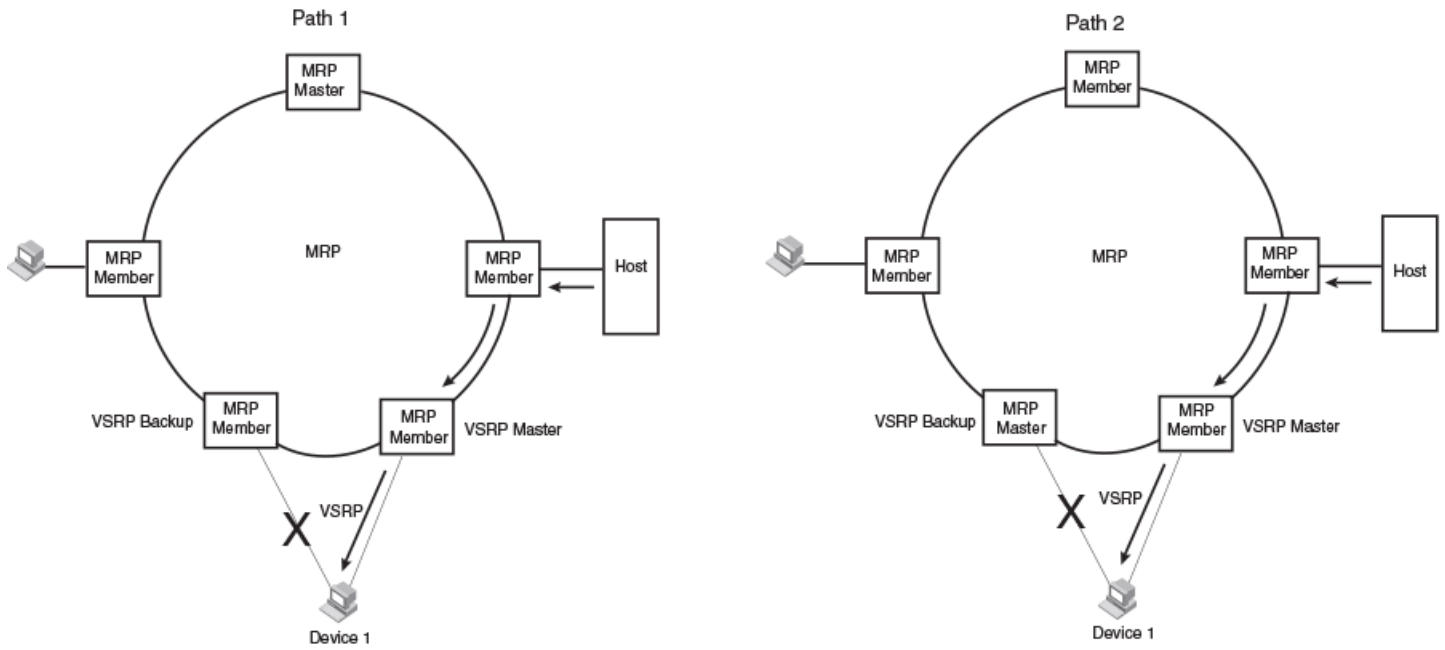 Path 1
MRP
Master
MRP
Member
MRP
MRP
Member
Host
VSRP Backup
MRP
Member
MRP
Member
VSRP Master
VSRP
X
Device 1
Path 2
MRP
Member
MRP
Member
MRP
MRP
Member
Host
VSRP Backup
MRP
Master
MRP
Member
VSRP Master
VSRP
X
Device 1